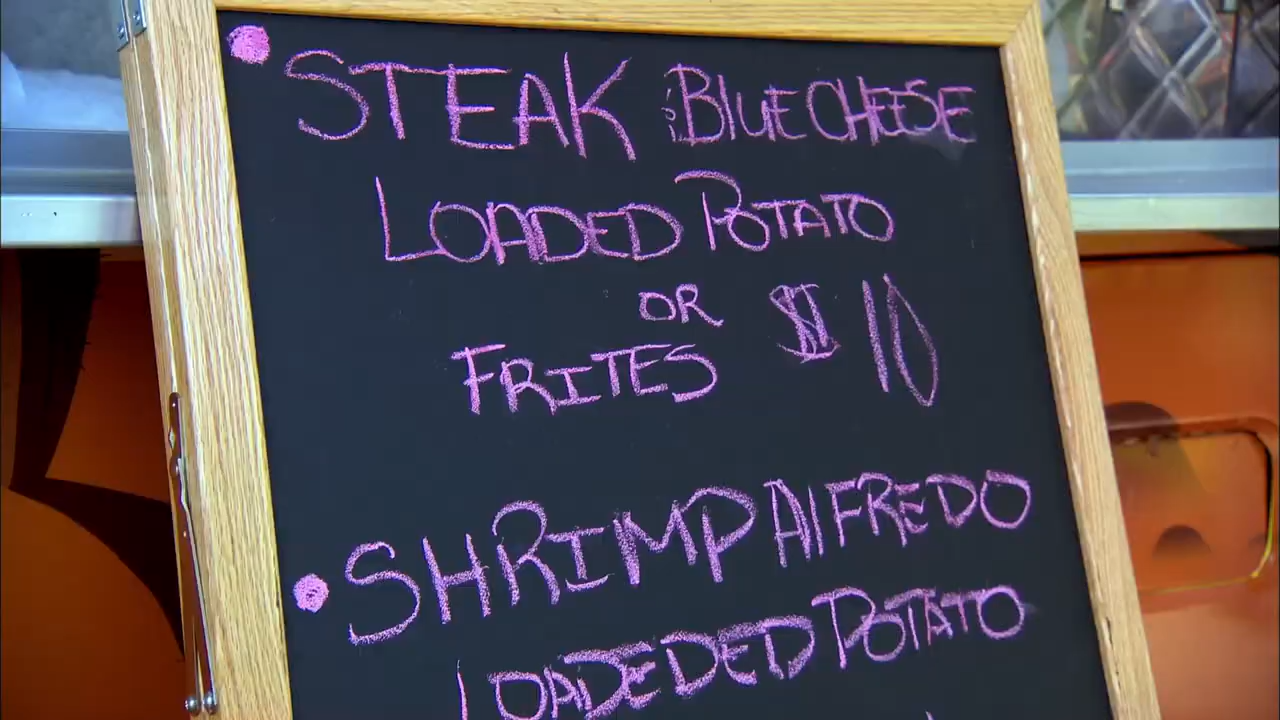 • STEAK BLUE CHEESE
LOADED POTATO
OR
FRITES $10
• SHRIMP AlFREDO
LOADEDED POTATO